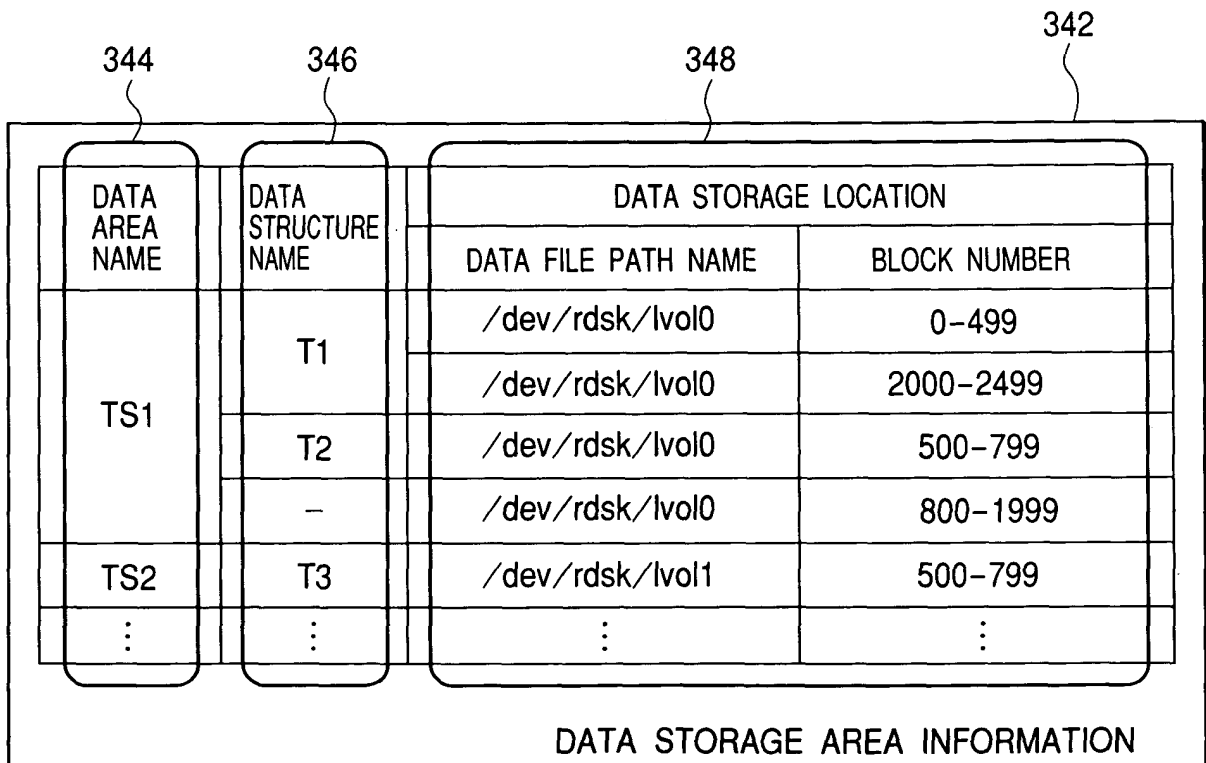 342
344 346 348
DATA AREA NAME
DATA STRUCTURE NAME
DATA STORAGE LOCATION
DATA FILE PATH NAME BLOCK NUMBER
TS1 T1 /dev/rdsk/lvol0 0-499
/dev/rdsk/lvol0 2000-2499
T2 /dev/rdsk/lvol0 500-799
- /dev/rdsk/lvol0 800-1999
TS2 T3 /dev/rdsk/lvol1 500-799
⋮ ⋮ ⋮ ⋮
DATA STORAGE AREA INFORMATION